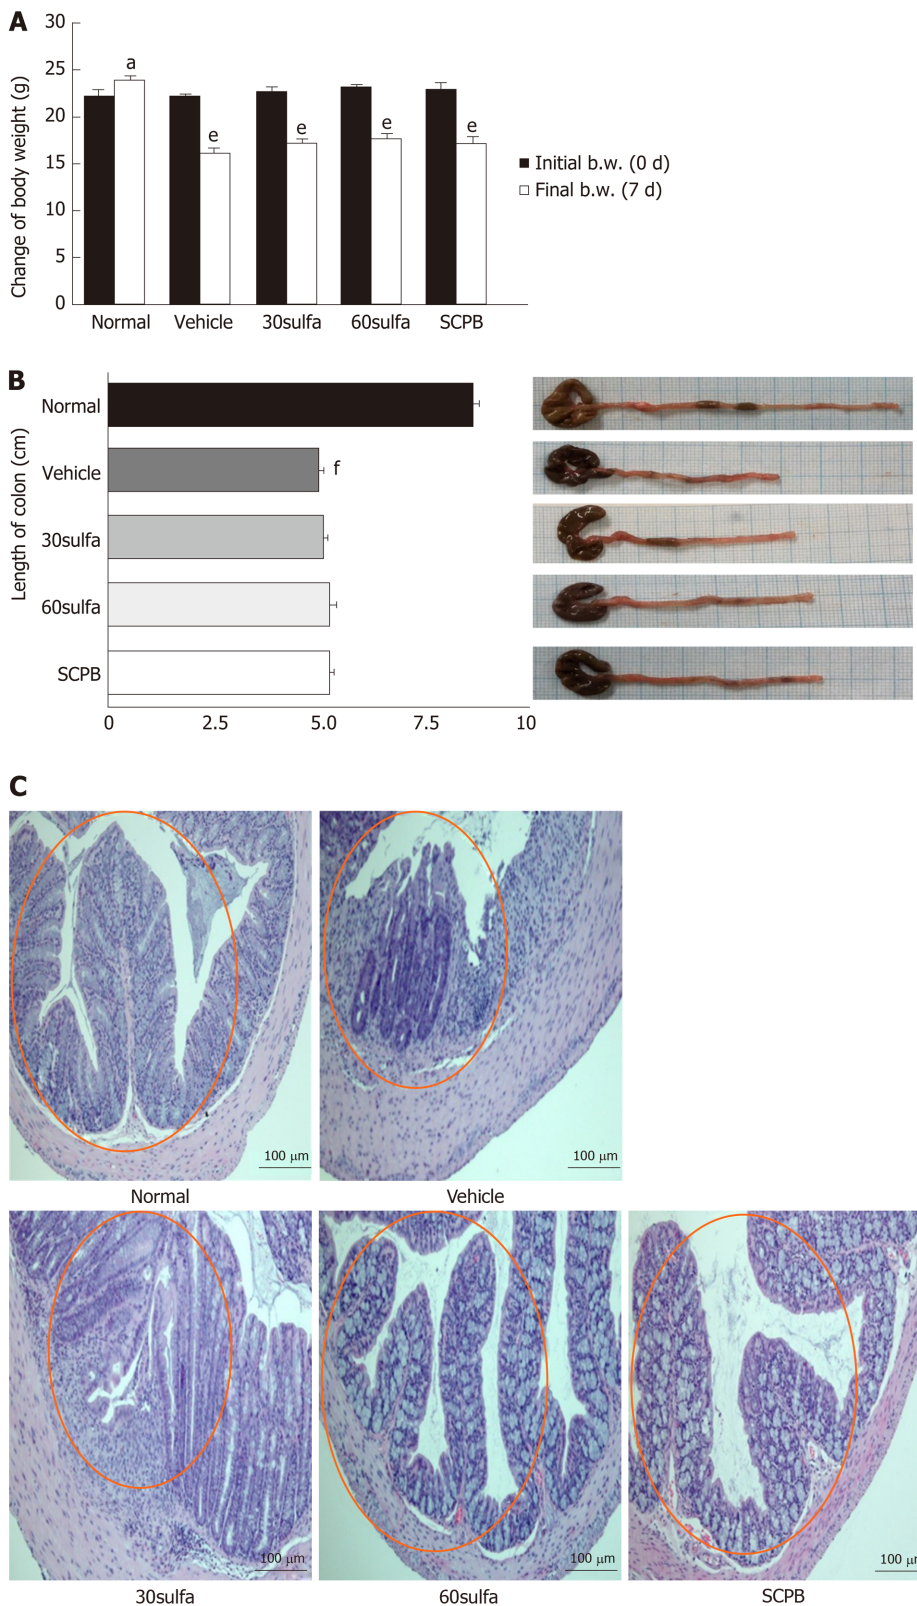 A
30
25
20
15
10
5
0
Change of body weight (g)
a
e
e
e
e
Normal
Vehicle
30sulfa
60sulfa
SCPB
Initial b.w. (0 d)
Final b.w. (7 d)
B
Length of colon (cm)
Normal
Vehicle
f
30sulfa
60sulfa
SCPB
0
2.5
5.0
7.5
10
C
100 μm
100 μm
Normal
Vehicle
100 μm
100 μm
100 μm
30sulfa
60sulfa
SCPB